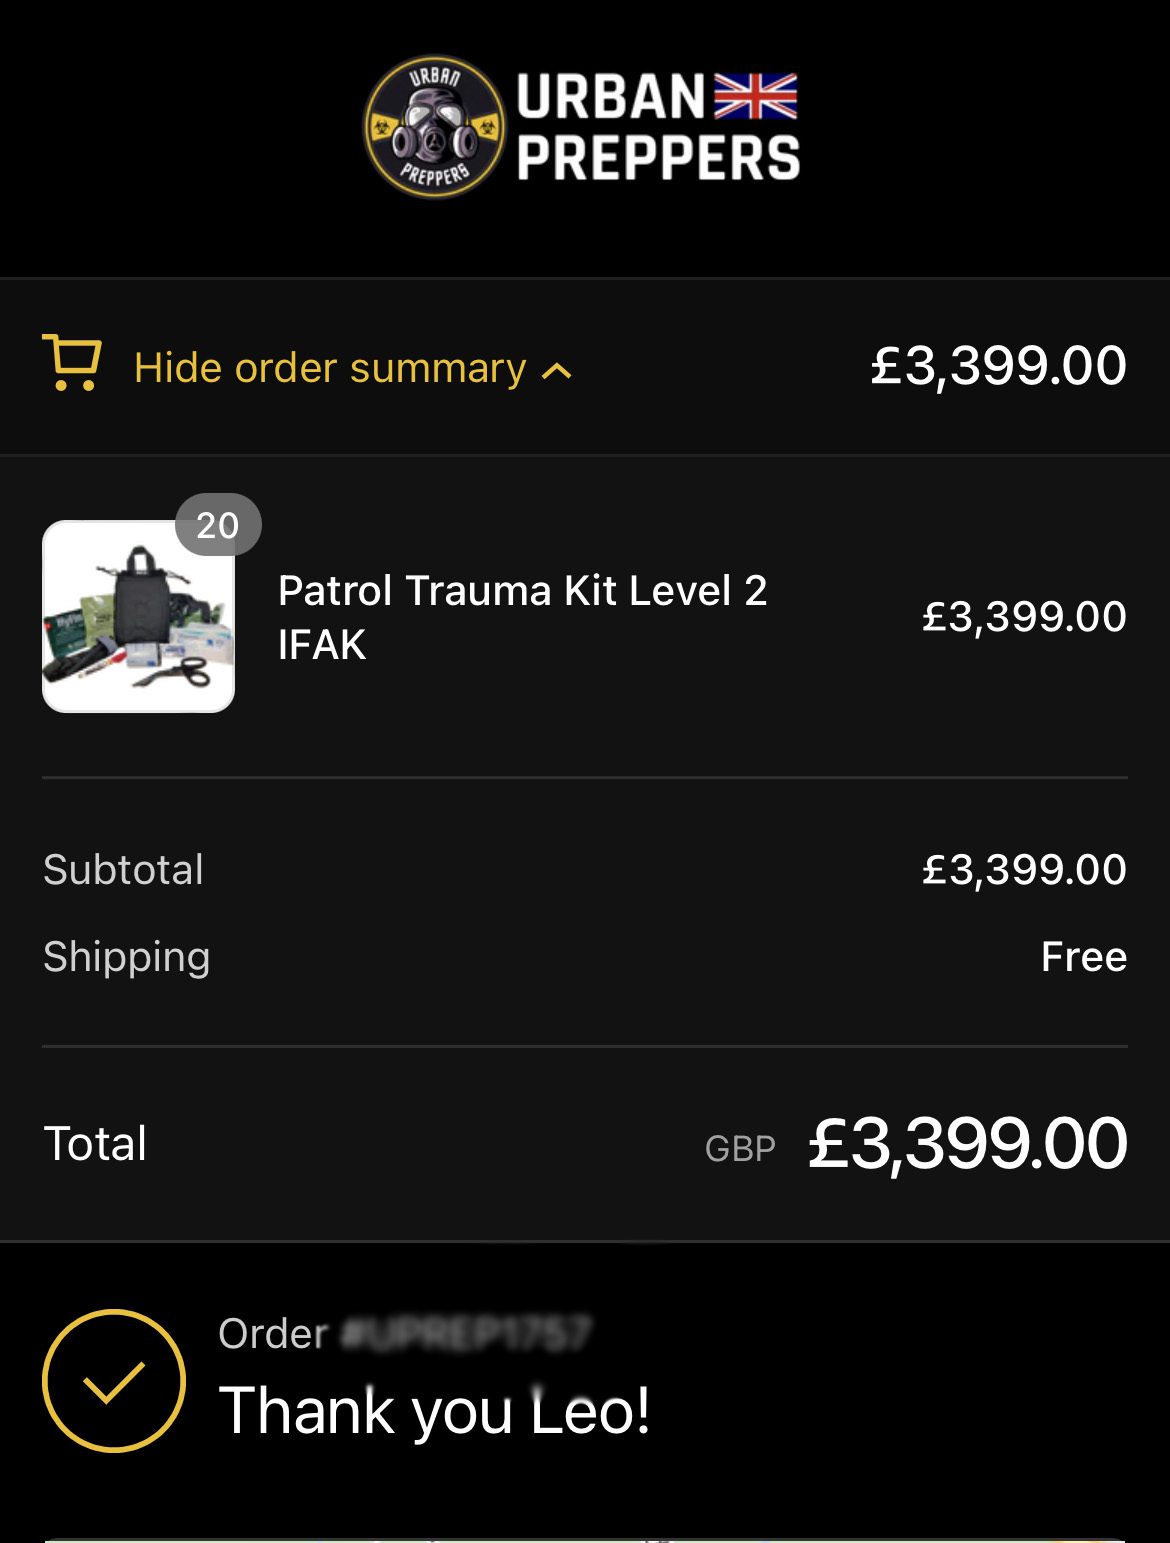 URBAN
PREPPERS
URBAN
PREPPERS
Hide order summary
£3,399.00
20
Patrol Trauma Kit Level 2
IFAK
£3,399.00
Subtotal
£3,399.00
Shipping
Free
Total
GBP £3,399.00
Order
Thank you Leo!